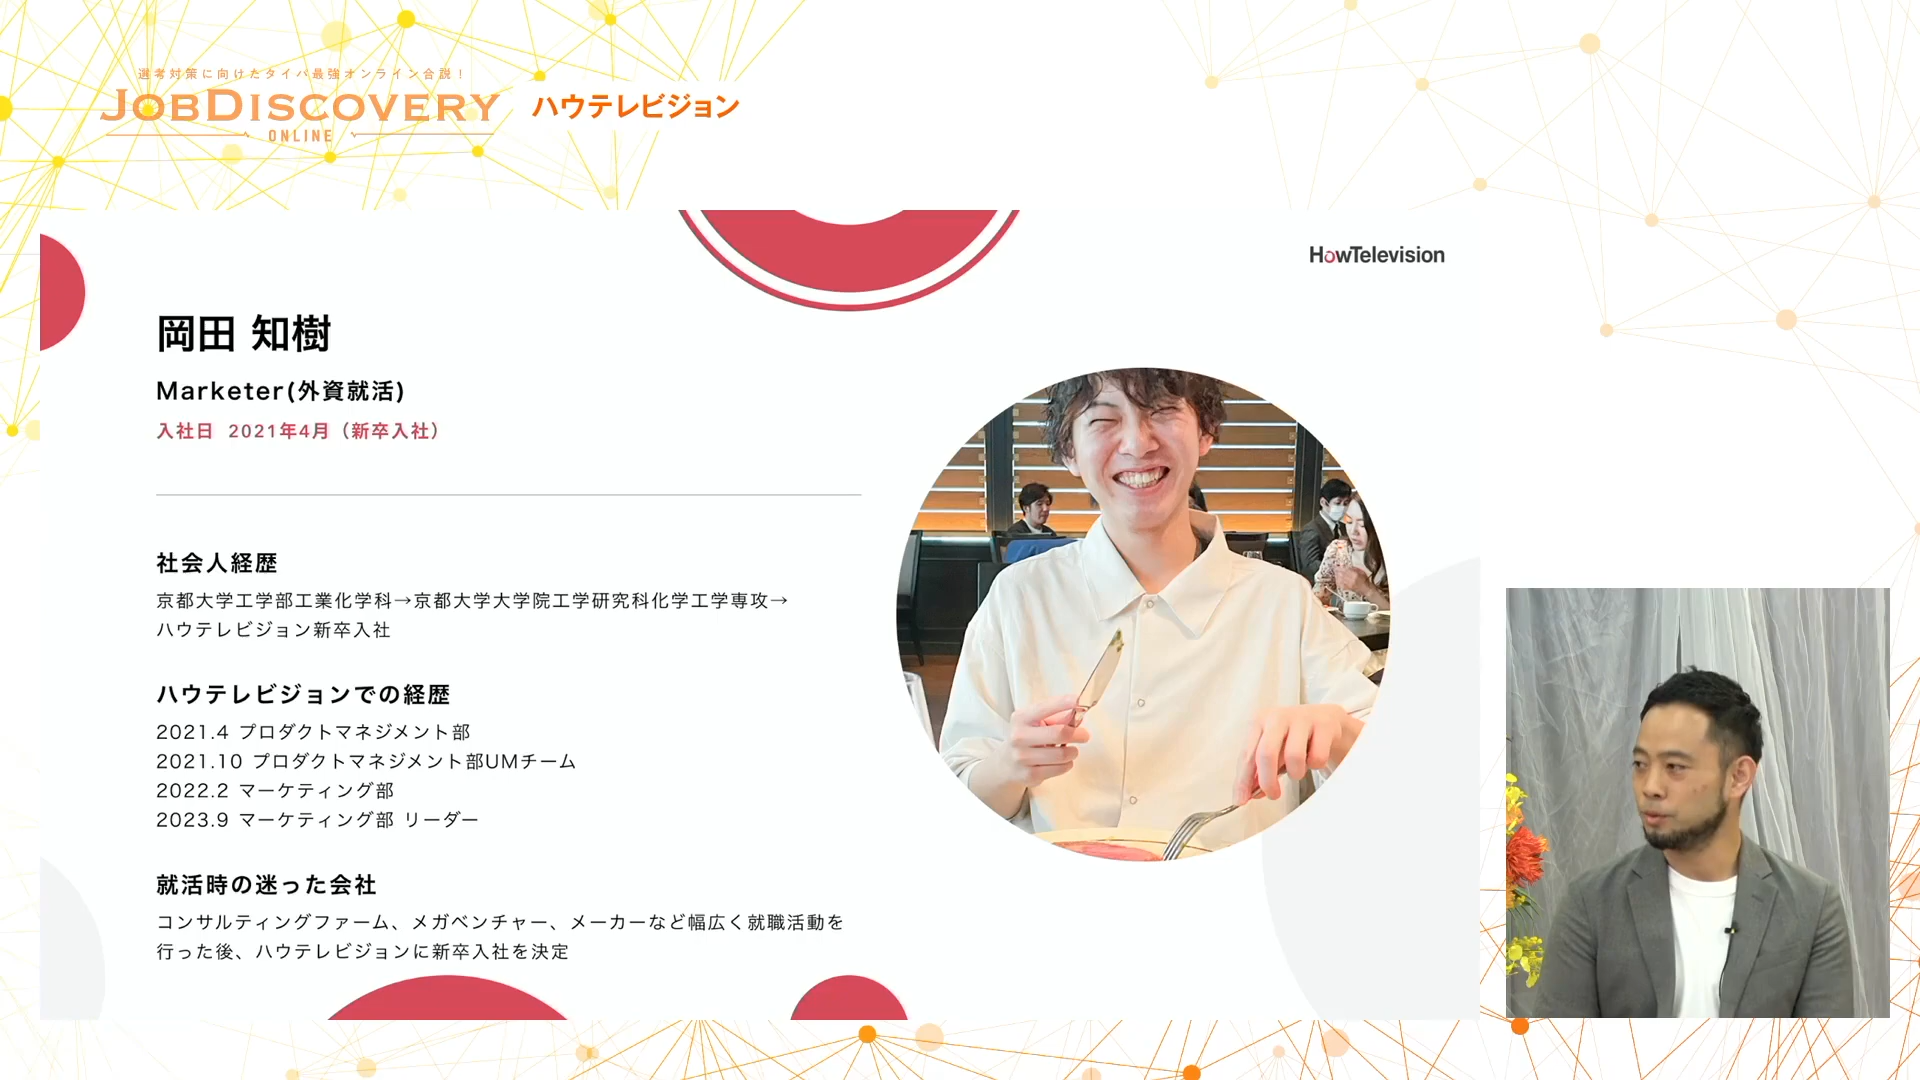 選考対策に向けたタイパ最強オンライン合説！
JOBDISCOVERY
ONLINE
ハウテレビジョン
HowTelevision
岡田 知樹
Marketer(外資就活)
入社日 2021年4月（新卒入社）
社会人経歴
京都大学工学部工業化学科→京都大学大学院工学研究科化学工学専攻→
ハウテレビジョン新卒入社
ハウテレビジョンでの経歴
2021.4 プロダクトマネジメント部
2021.10 プロダクトマネジメント部UMチーム
2022.2 マーケティング部
2023.9 マーケティング部 リーダー
就活時の迷った会社
コンサルティングファーム、メガベンチャー、メーカーなど幅広く就職活動を
行った後、ハウテレビジョンに新卒入社を決定